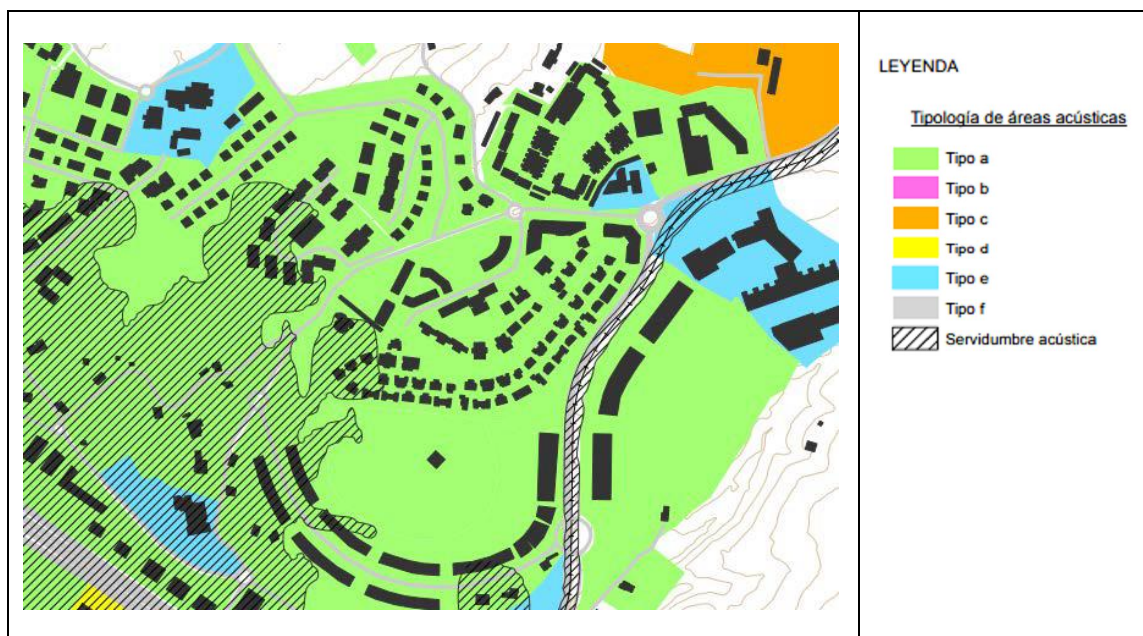 LEYENDA
Tipología de áreas acústicas
Tipo a
Tipo b
Tipo c
Tipo d
Tipo e
Tipo f
Servidumbre acústica